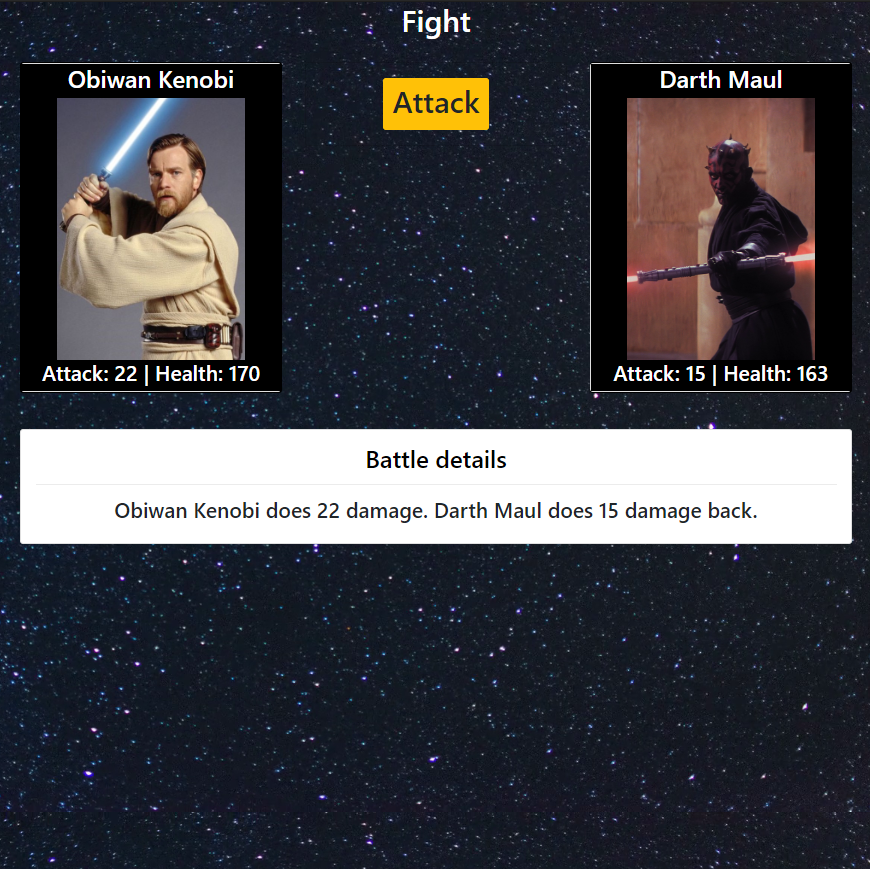 Fight
Obiwan Kenobi
Attack
Darth Maul
Attack: 22 | Health: 170
Attack: 15 | Health: 163
Battle details
Obiwan Kenobi does 22 damage. Darth Maul does 15 damage back.